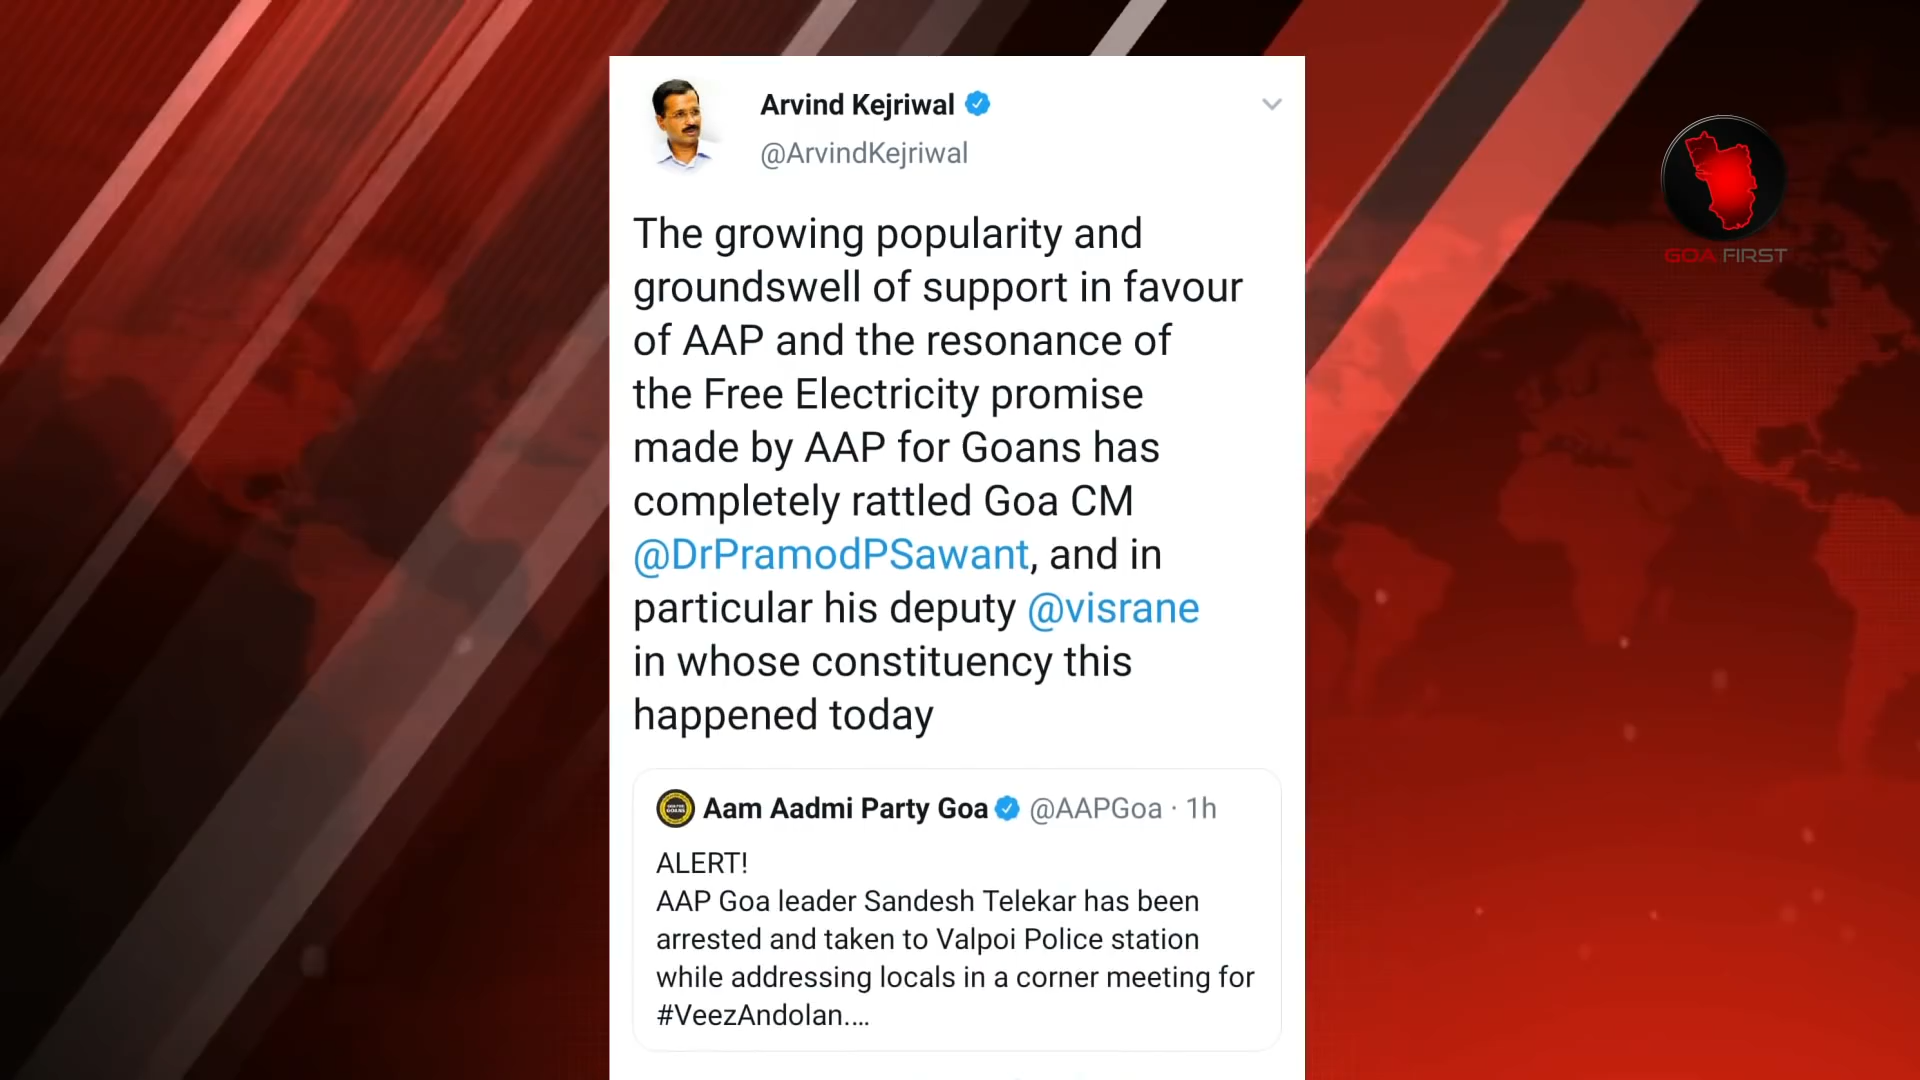 Arvind Kejriwal
@ArvindKejriwal
GOA FIRST
The growing popularity and
groundswell of support in favour
of AAP and the resonance of
the Free Electricity promise
made by AAP for Goans has
completely rattled Goa CM
@DrPramodPSawant, and in
particular his deputy @visrane
in whose constituency this
happened today
Aam Aadmi Party Goa @AAPGoa · 1h
ALERT!
AAP Goa leader Sandesh Telekar has been
arrested and taken to Valpoi Police station
while addressing locals in a corner meeting for
#VeezAndolan....